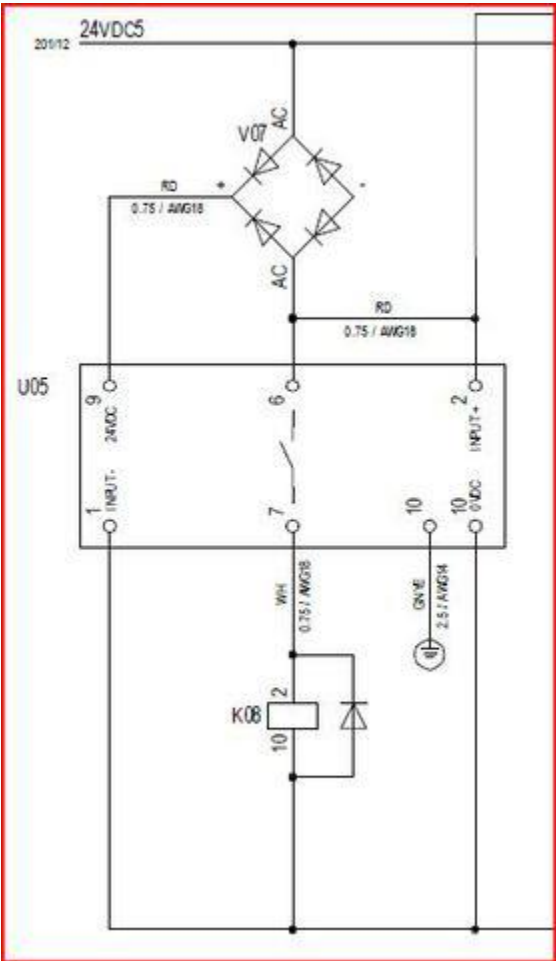 24VDC5
201/12
AC
V07
+
-
RD
0.75 / AWG18
AC
RD
0.75 / AWG18
U05
9
24VDC
6
2
INPUT +
1
INPUT -
7
10
10
0VDC
WH
0.75 / AWG18
GNYE
2.5 / AWG14
K08
2
10